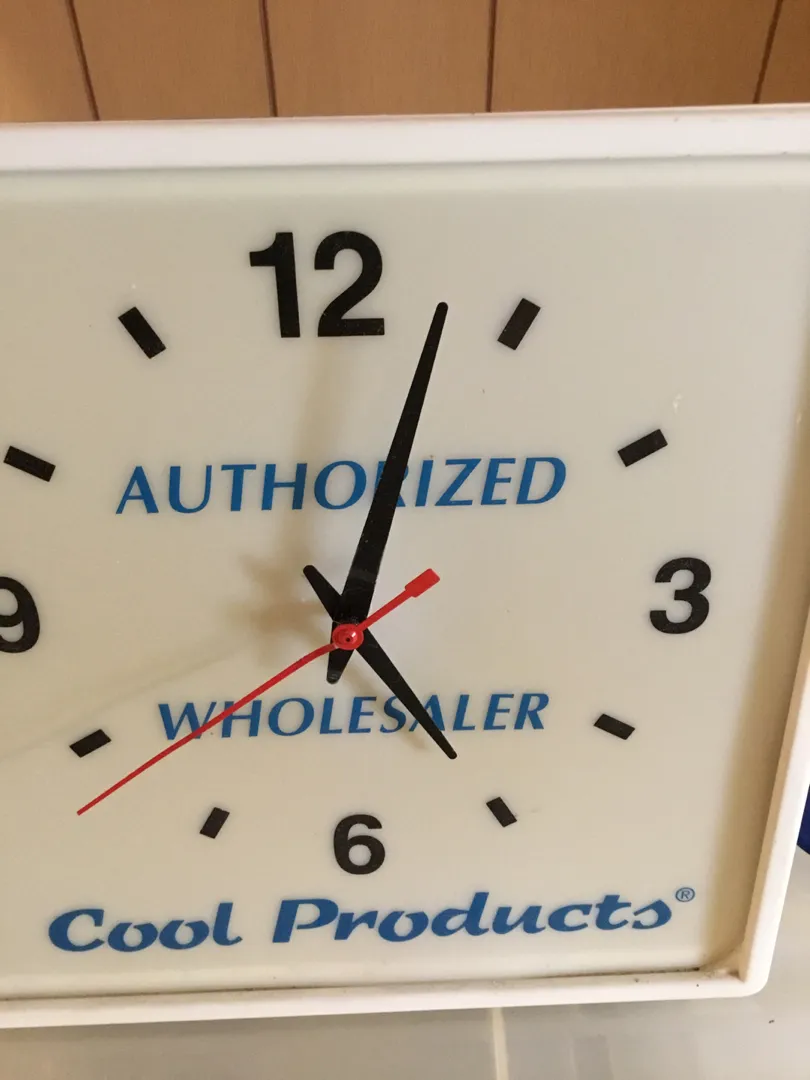 12
AUTHORIZED
9
3
WHOLESALER
6
Cool Products®